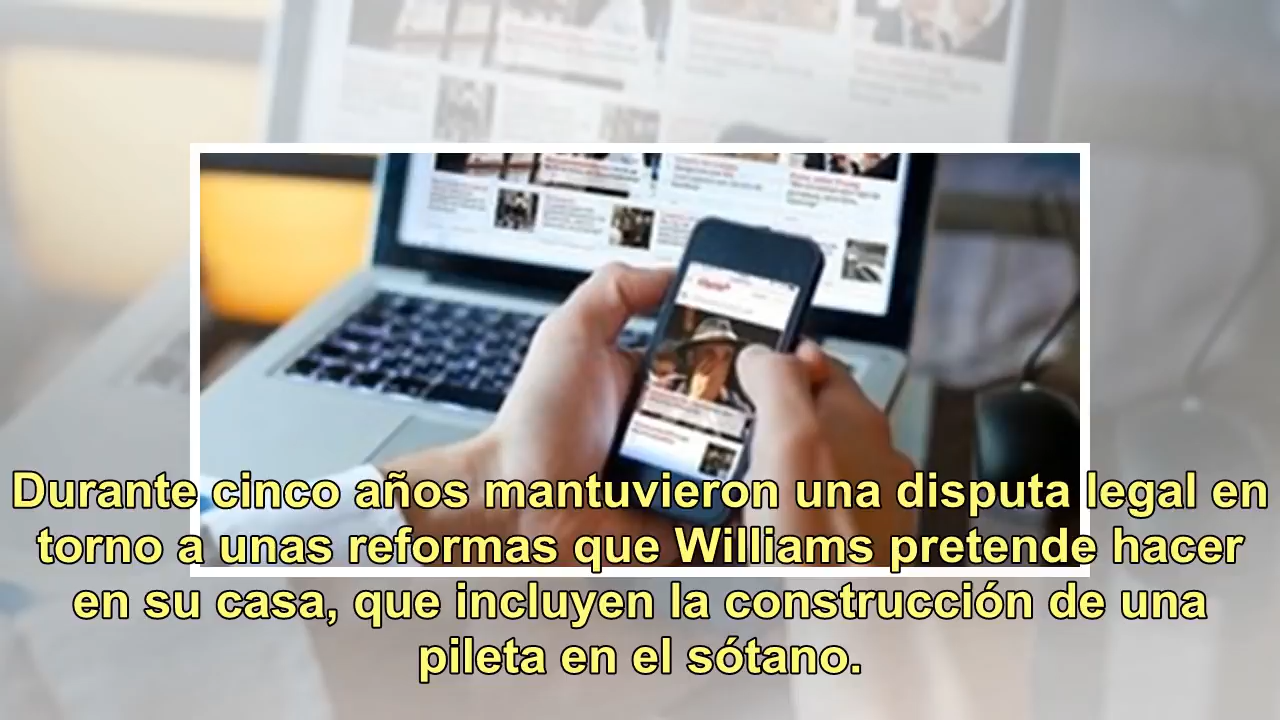 Durante cinco años mantuvieron una disputa legal en
torno a unas reformas que Williams pretende hacer
en su casa, que incluyen la construcción de una
pileta en el sótano.